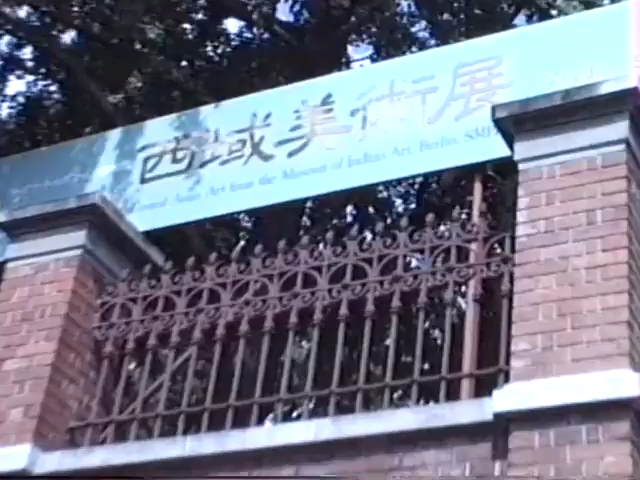 西域美術展
Central Asian Art from the Museum of Indian Art, Berlin, SMPK